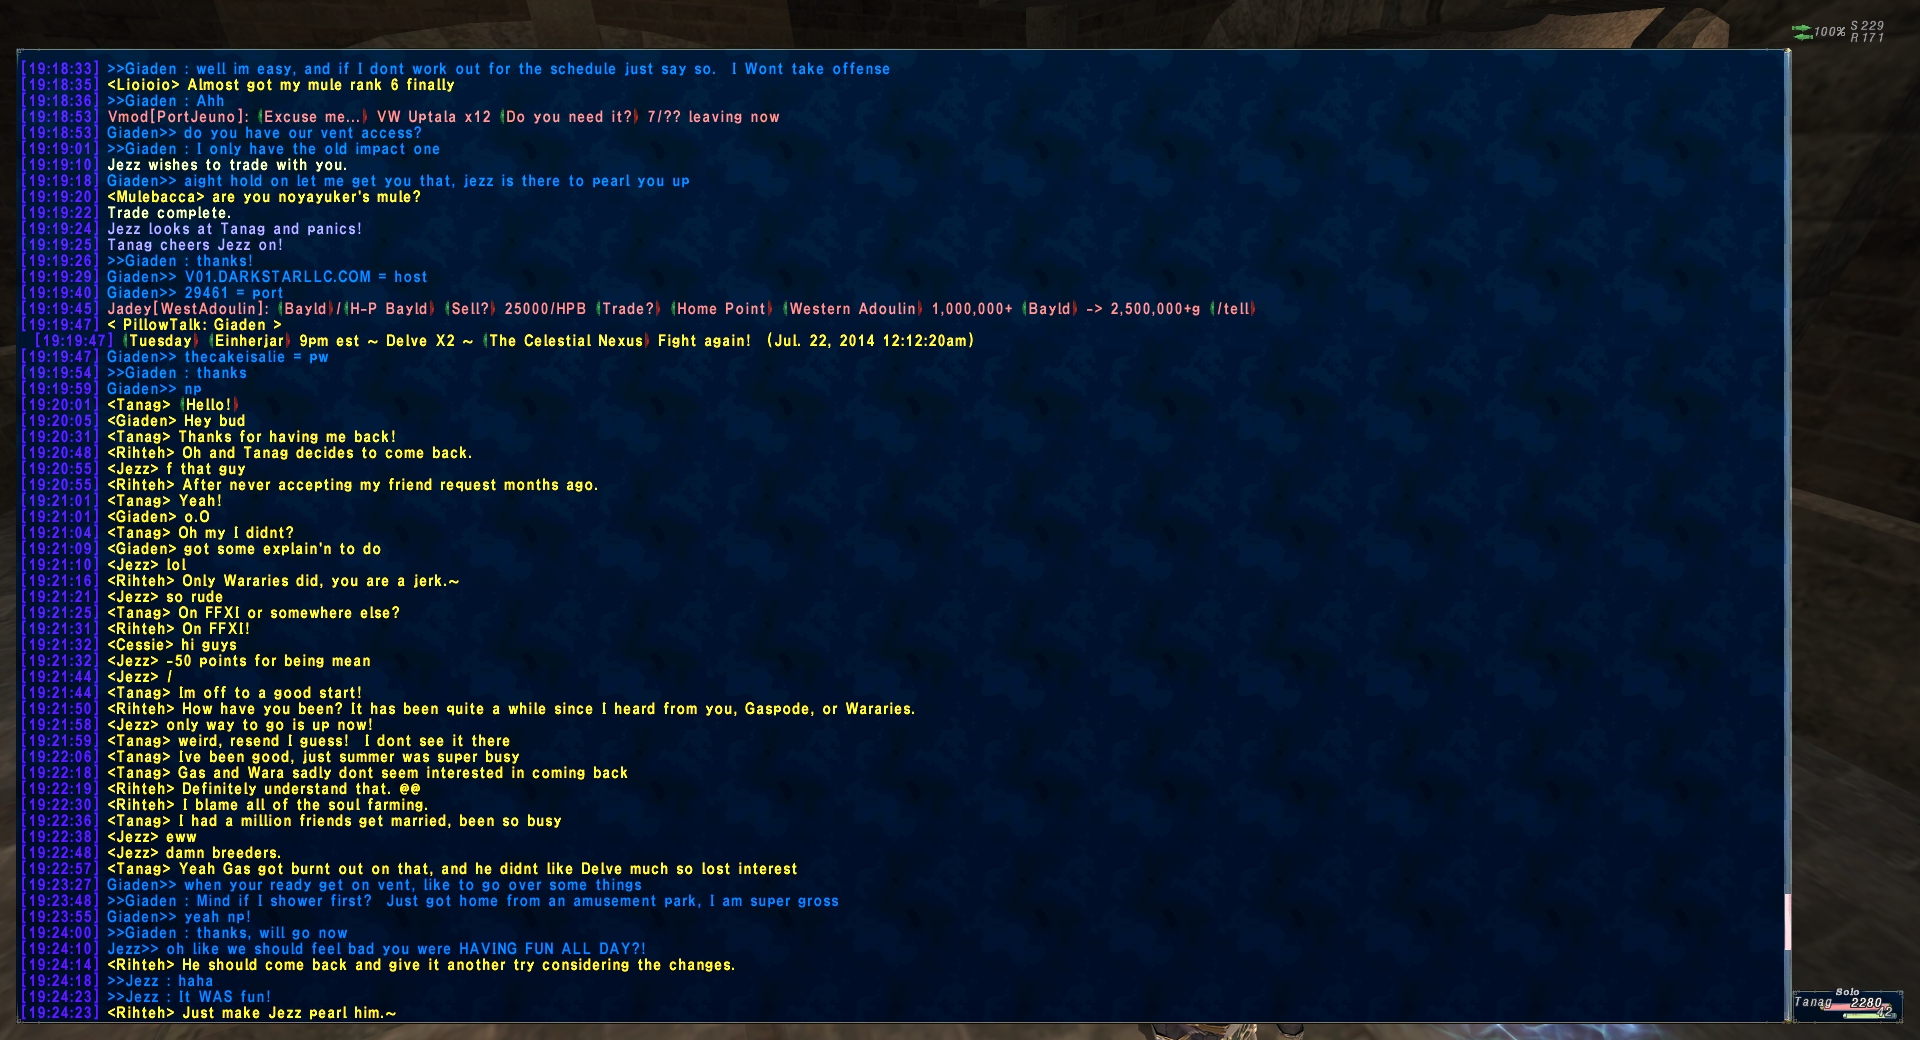 100% S 229
R 171
[19:18:33] >>Giaden : well im easy, and if I dont work out for the schedule just say so.  I Wont take offense
[19:18:35] <Lioioio> Almost got my mule rank 6 finally
[19:18:36] >>Giaden : Ahh
[19:18:53] Vmod[PortJeuno]: {Excuse me...} VW Uptala x12 {Do you need it?} 7/?? leaving now
[19:18:53] Giaden>> do you have our vent access?
[19:19:01] >>Giaden : I only have the old impact one
[19:19:10] Jezz wishes to trade with you.
[19:19:18] Giaden>> aight hold on let me get you that, jezz is there to pearl you up
[19:19:20] <Mulebacca> are you noyayuker's mule?
[19:19:22] Trade complete.
[19:19:24] Jezz looks at Tanag and panics!
[19:19:25] Tanag cheers Jezz on!
[19:19:26] >>Giaden : thanks!
[19:19:29] Giaden>> V01.DARKSTARLLC.COM = host
[19:19:40] Giaden>> 29461 = port
[19:19:45] Jadey[WestAdoulin]: {Bayld}/{H-P Bayld} {Sell?} 25000/HPB {Trade?} {Home Point} {Western Adoulin} 1,000,000+ {Bayld} -> 2,500,000+g {/tell}
[19:19:47] < PillowTalk: Giaden >
[19:19:47] {Tuesday} {Einherjar} 9pm est ~ Delve X2 ~ {The Celestial Nexus} Fight again!  (Jul. 22, 2014 12:12:20am)
[19:19:47] Giaden>> thecakeisalie = pw
[19:19:54] >>Giaden : thanks
[19:19:59] Giaden>> np
[19:20:01] <Tanag> {Hello!}
[19:20:05] <Giaden> Hey bud
[19:20:31] <Tanag> Thanks for having me back!
[19:20:48] <Rihteh> Oh and Tanag decides to come back.
[19:20:55] <Jezz> f that guy
[19:20:55] <Rihteh> After never accepting my friend request months ago.
[19:21:01] <Tanag> Yeah!
[19:21:01] <Giaden> o.O
[19:21:04] <Tanag> Oh my I didnt?
[19:21:09] <Giaden> got some explain'n to do
[19:21:10] <Jezz> lol
[19:21:16] <Rihteh> Only Wararies did, you are a jerk.~
[19:21:21] <Jezz> so rude
[19:21:25] <Tanag> On FFXI or somewhere else?
[19:21:31] <Rihteh> On FFXI!
[19:21:32] <Cessie> hi guys
[19:21:32] <Jezz> -50 points for being mean
[19:21:44] <Jezz> /
[19:21:44] <Tanag> Im off to a good start!
[19:21:50] <Rihteh> How have you been? It has been quite a while since I heard from you, Gaspode, or Wararies.
[19:21:58] <Jezz> only way to go is up now!
[19:21:59] <Tanag> weird, resend I guess!  I dont see it there
[19:22:06] <Tanag> Ive been good, just summer was super busy
[19:22:18] <Tanag> Gas and Wara sadly dont seem interested in coming back
[19:22:19] <Rihteh> Definitely understand that. @@
[19:22:30] <Rihteh> I blame all of the soul farming.
[19:22:36] <Tanag> I had a million friends get married, been so busy
[19:22:38] <Jezz> eww
[19:22:48] <Jezz> damn breeders.
[19:22:57] <Tanag> Yeah Gas got burnt out on that, and he didnt like Delve much so lost interest
[19:23:27] Giaden>> when your ready get on vent, like to go over some things
[19:23:48] >>Giaden : Mind if I shower first?  Just got home from an amusement park, I am super gross
[19:23:55] Giaden>> yeah np!
[19:24:00] >>Giaden : thanks, will go now
[19:24:10] Jezz>> oh like we should feel bad you were HAVING FUN ALL DAY?!
[19:24:14] <Rihteh> He should come back and give it another try considering the changes.
[19:24:18] >>Jezz : haha
[19:24:23] >>Jezz : It WAS fun!
[19:24:23] <Rihteh> Just make Jezz pearl him.~
Solo
Tanag 2280
42